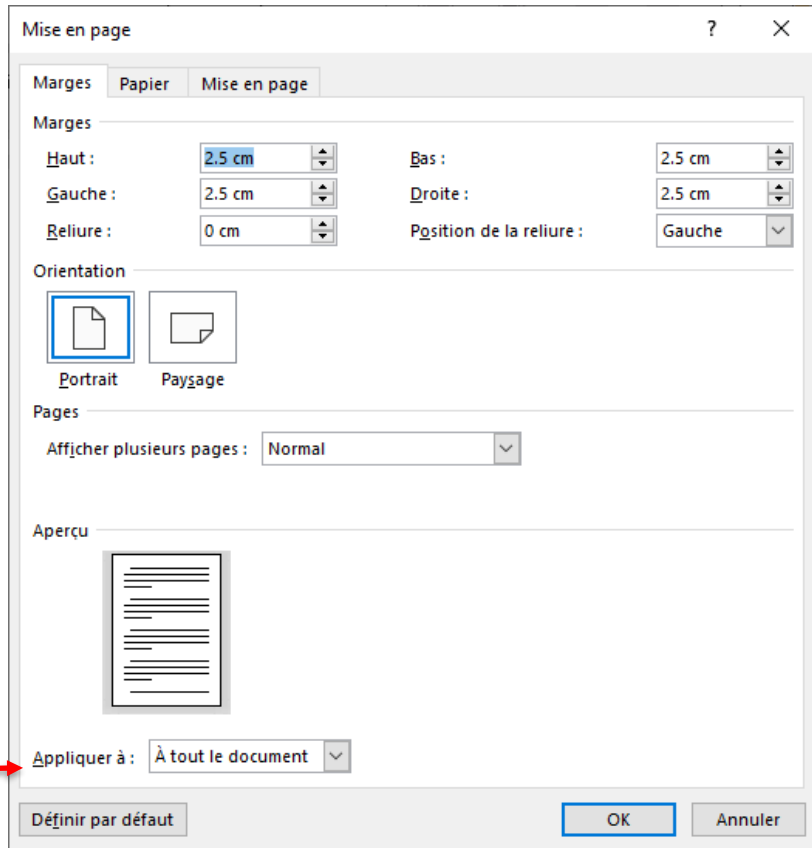 Mise en page ?
Marges Papier Mise en page
Marges
Haut : 2.5 cm Bas : 2.5 cm
Gauche : 2.5 cm Droite : 2.5 cm
Reliure : 0 cm Position de la reliure : Gauche
Orientation
Portrait Paysage
Pages
Afficher plusieurs pages : Normal
Aperçu
Appliquer à : À tout le document
Définir par défaut OK Annuler